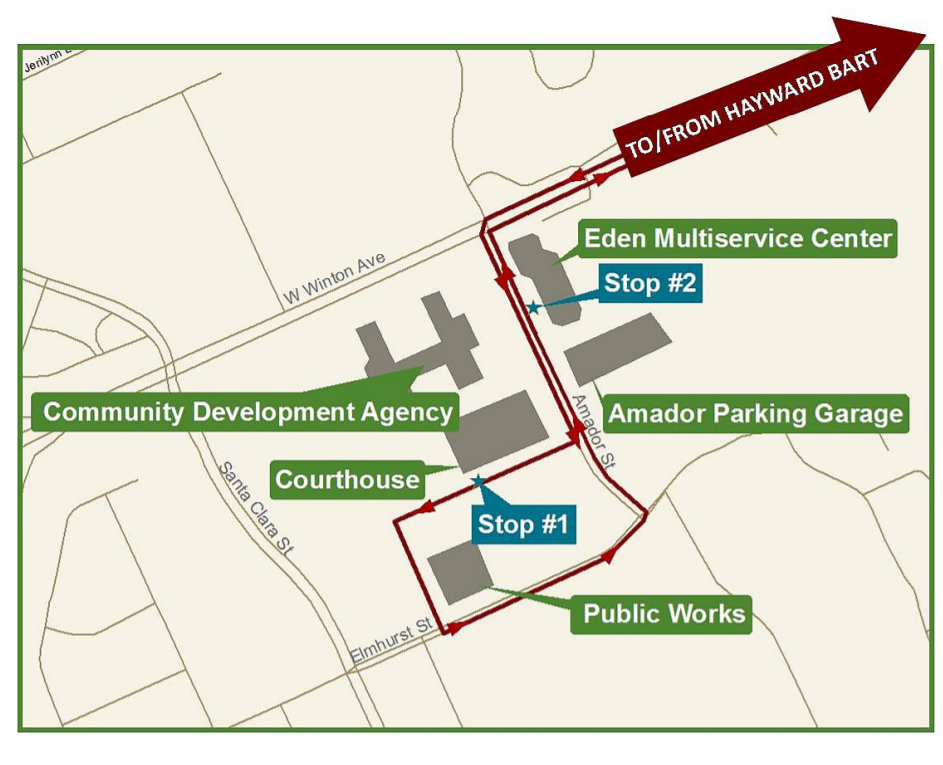 Jerilynn
TO/FROM HAYWARD BART
Eden Multiservice Center
W Winton Ave
Stop #2
Community Development Agency
Amador Parking Garage
Amador St
Courthouse
Santa Clara St
Stop #1
Public Works
Elmhurst St